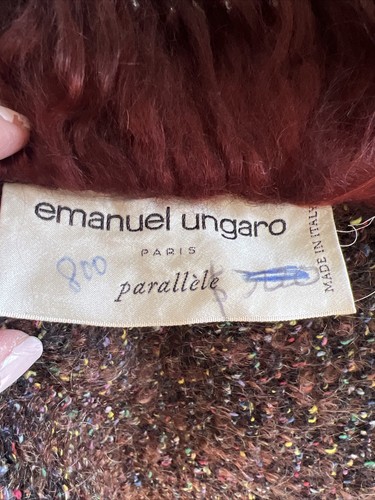 emanuel ungaro
PARIS
800
parallèle
MADE IN ITALY